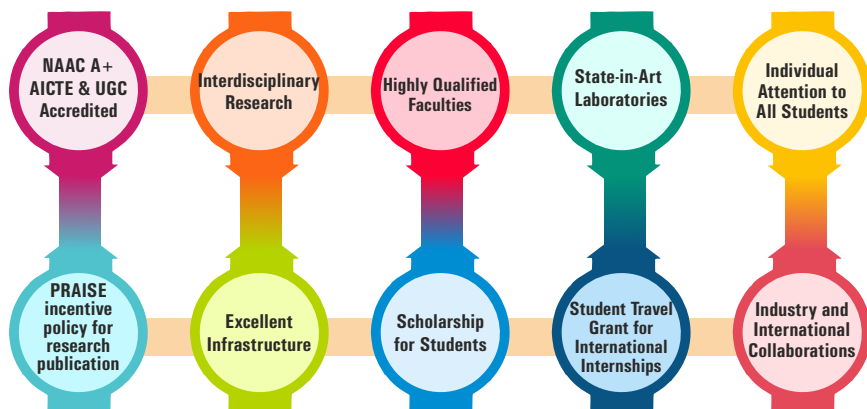 NAAC A+
AICTE & UGC
Accredited
Interdisciplinary
Research
Highly Qualified
Faculties
State-in-Art
Laboratories
Individual
Attention to
All Students
PRAISE
incentive
policy for
research
publication
Excellent
Infrastructure
Scholarship
for Students
Student Travel
Grant for
International
Internships
Industry and
International
Collaborations